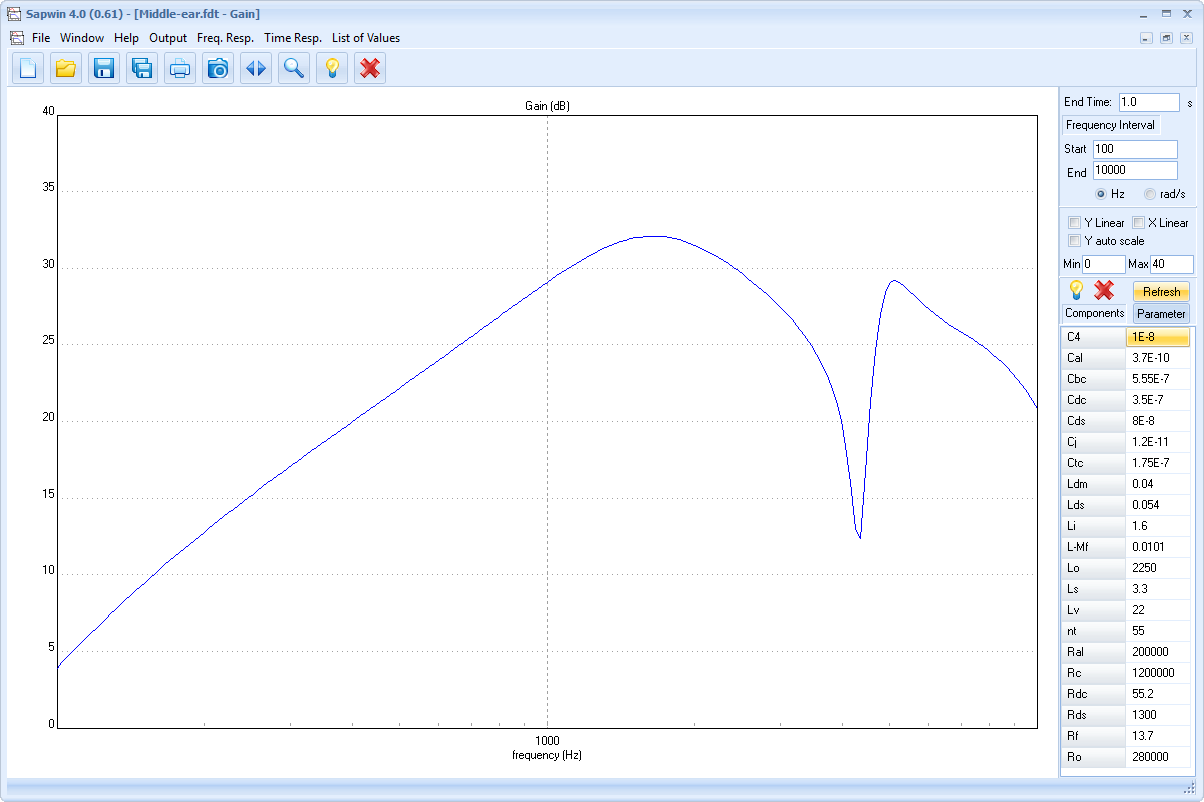 Sapwin 4.0 (0.61) - [Middle-ear.fdt - Gain]
File Window Help Output Freq. Resp. Time Resp. List of Values
Gain (dB)
40
35
30
25
20
15
10
5
0
1000
frequency (Hz)
End Time: 1.0 s
Frequency Interval
Start 100
End 10000
Hz rad/s
Y Linear X Linear
Y auto scale
Min 0 Max 40
Refresh
Components Parameter
C4 1E-8
Cal 3.7E-10
Cbc 5.55E-7
Cdc 3.5E-7
Cds 8E-8
Cj 1.2E-11
Ctc 1.75E-7
Ldm 0.04
Lds 0.054
Li 1.6
L-Mf 0.0101
Lo 2250
Ls 3.3
Lv 22
nt 55
Ral 200000
Rc 1200000
Rdc 55.2
Rds 1300
Rf 13.7
Ro 280000